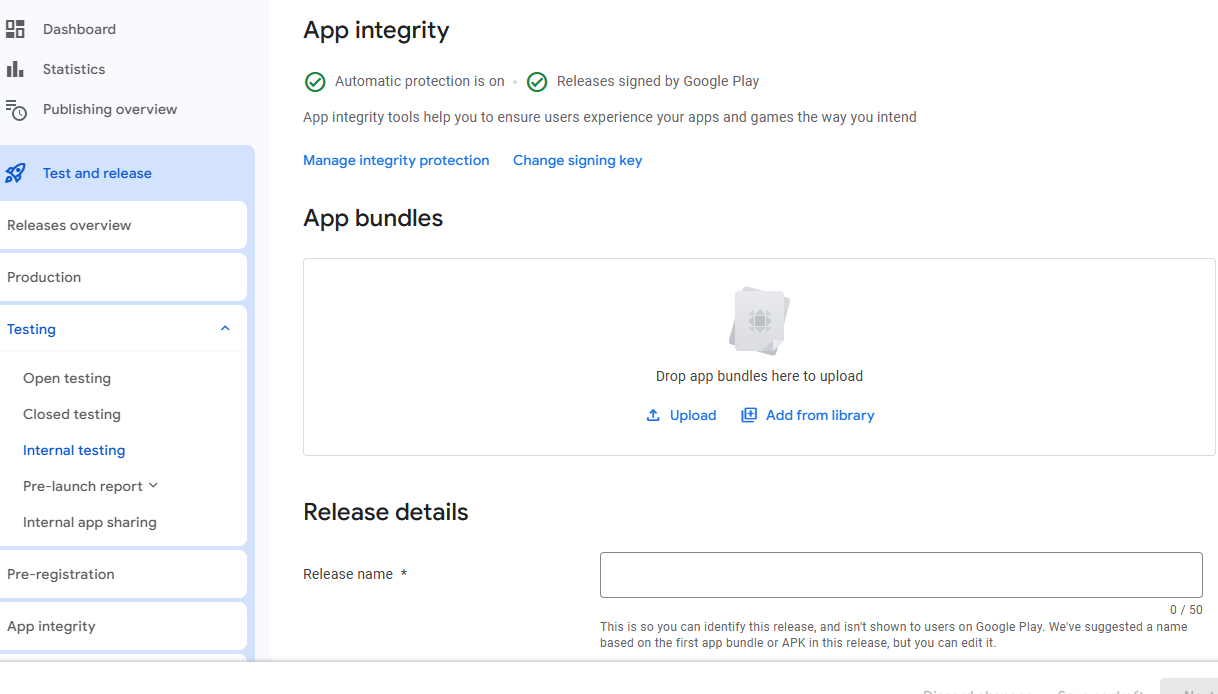 Dashboard
Statistics
Publishing overview
Test and release
Releases overview
Production
Testing
Open testing
Closed testing
Internal testing
Pre-launch report
Internal app sharing
Pre-registration
App integrity
App integrity
Automatic protection is on • Releases signed by Google Play
App integrity tools help you to ensure users experience your apps and games the way you intend
Manage integrity protection Change signing key
App bundles
Drop app bundles here to upload
Upload Add from library
Release details
Release name *
0 / 50
This is so you can identify this release, and isn't shown to users on Google Play. We've suggested a name
based on the first app bundle or APK in this release, but you can edit it.